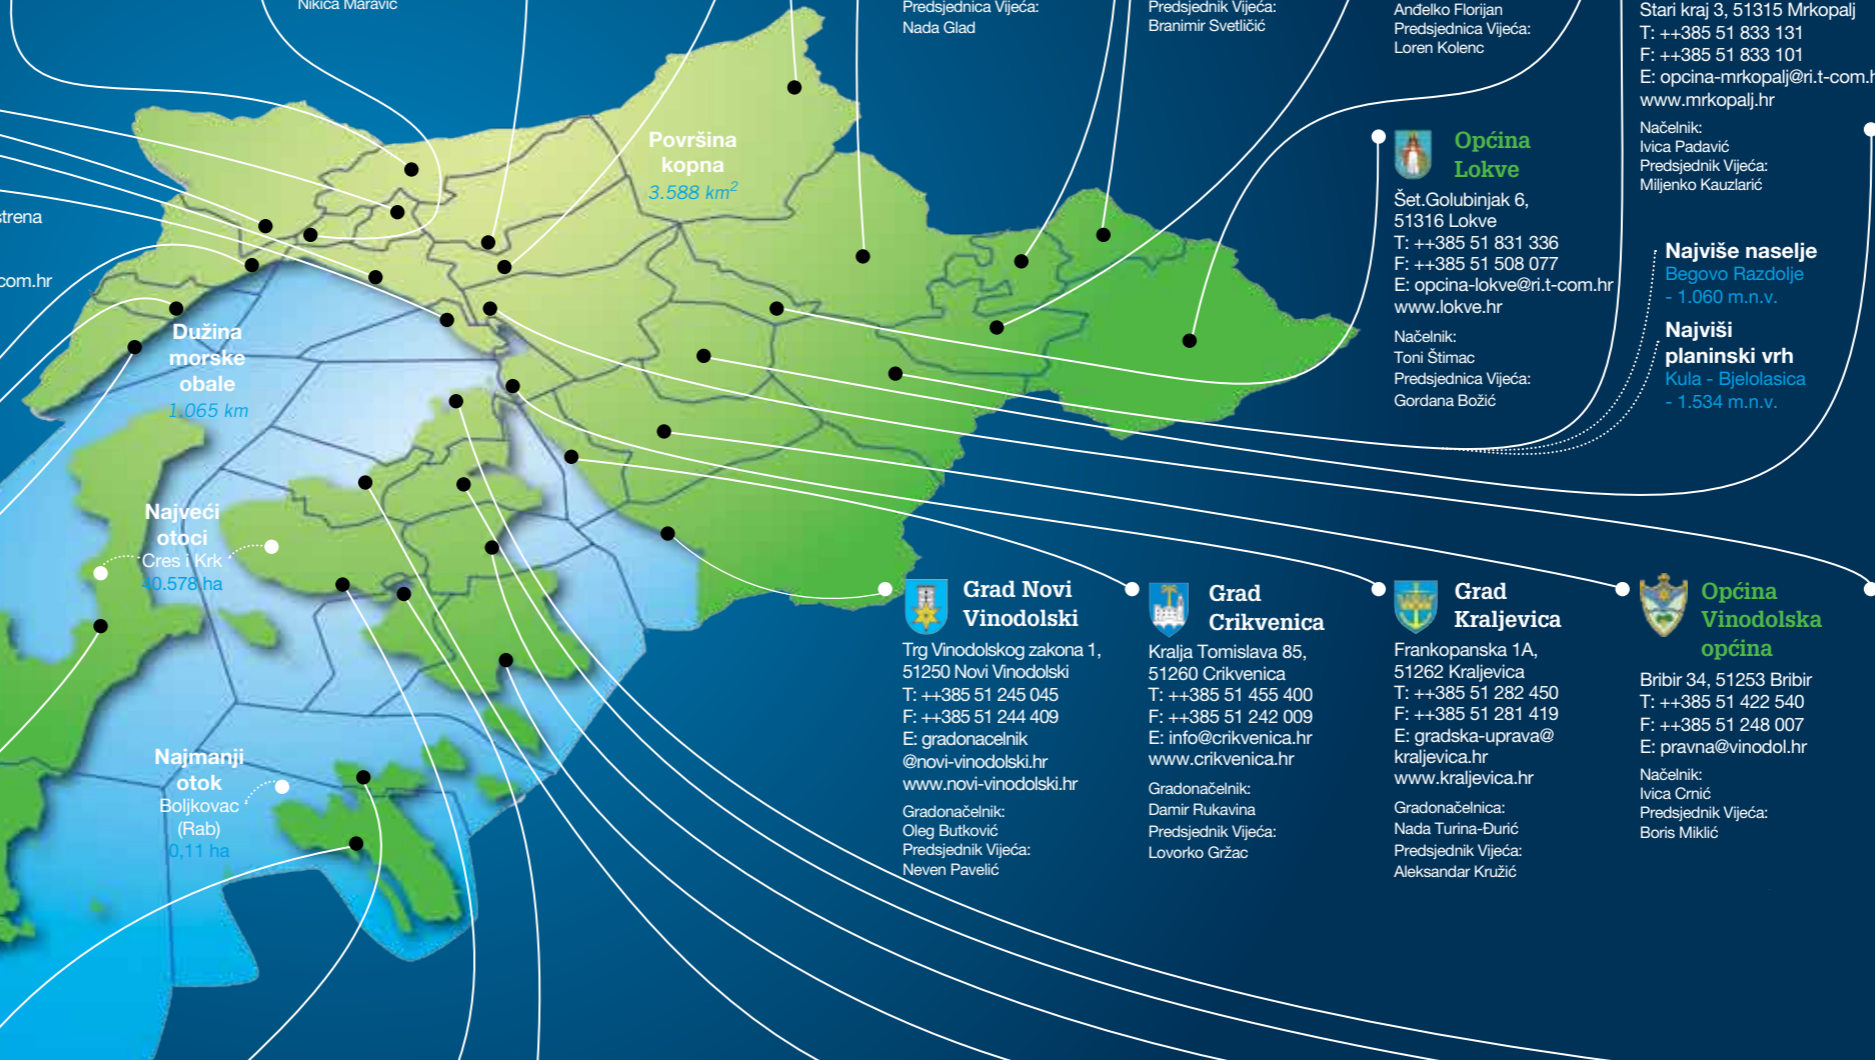 Nikica Maravić
Predsjednica Vijeća:
Nada Glad
Predsjednik Vijeća:
Branimir Svetličić
Anđelko Florijan
Predsjednica Vijeća:
Loren Kolenc
Stari kraj 3, 51315 Mrkopalj
T: ++385 51 833 131
F: ++385 51 833 101
E: opcina-mrkopalj@ri.t-com.h
www.mrkopalj.hr
Načelnik:
Ivica Padavić
Predsjednik Vijeća:
Miljenko Kauzlarić
Površina
kopna
3.588 km²
Općina
Lokve
Šet.Golubinjak 6,
51316 Lokve
T: ++385 51 831 336
F: ++385 51 508 077
E: opcina-lokve@ri.t-com.hr
www.lokve.hr
Načelnik:
Toni Štimac
Predsjednica Vijeća:
Gordana Božić
trena
com.hr
Najviše naselje
Begovo Razdolje
- 1.060 m.n.v.
Najviši
planinski vrh
Kula - Bjelolasica
- 1.534 m.n.v.
Dužina
morske
obale
1.065 km
Najveći
otoci
Cres i Krk
40.578 ha
Najmanji
otok
Boljkovac
(Rab)
0,11 ha
Grad Novi
Vinodolski
Trg Vinodolskog zakona 1,
51250 Novi Vinodolski
T: ++385 51 245 045
F: ++385 51 244 409
E: gradonacelnik
@novi-vinodolski.hr
www.novi-vinodolski.hr
Gradonačelnik:
Oleg Butković
Predsjednik Vijeća:
Neven Pavelić
Grad
Crikvenica
Kralja Tomislava 85,
51260 Crikvenica
T: ++385 51 455 400
F: ++385 51 242 009
E: info@crikvenica.hr
www.crikvenica.hr
Gradonačelnik:
Damir Rukavina
Predsjednik Vijeća:
Lovorko Gržac
Grad
Kraljevica
Frankopanska 1A,
51262 Kraljevica
T: ++385 51 282 450
F: ++385 51 281 419
E: gradska-uprava@
kraljevica.hr
www.kraljevica.hr
Gradonačelnica:
Nada Turina-Đurić
Predsjednik Vijeća:
Aleksandar Kružić
Općina
Vinodolska
općina
Bribir 34, 51253 Bribir
T: ++385 51 422 540
F: ++385 51 248 007
E: pravna@vinodol.hr
Načelnik:
Ivica Crnić
Predsjednik Vijeća:
Boris Miklić